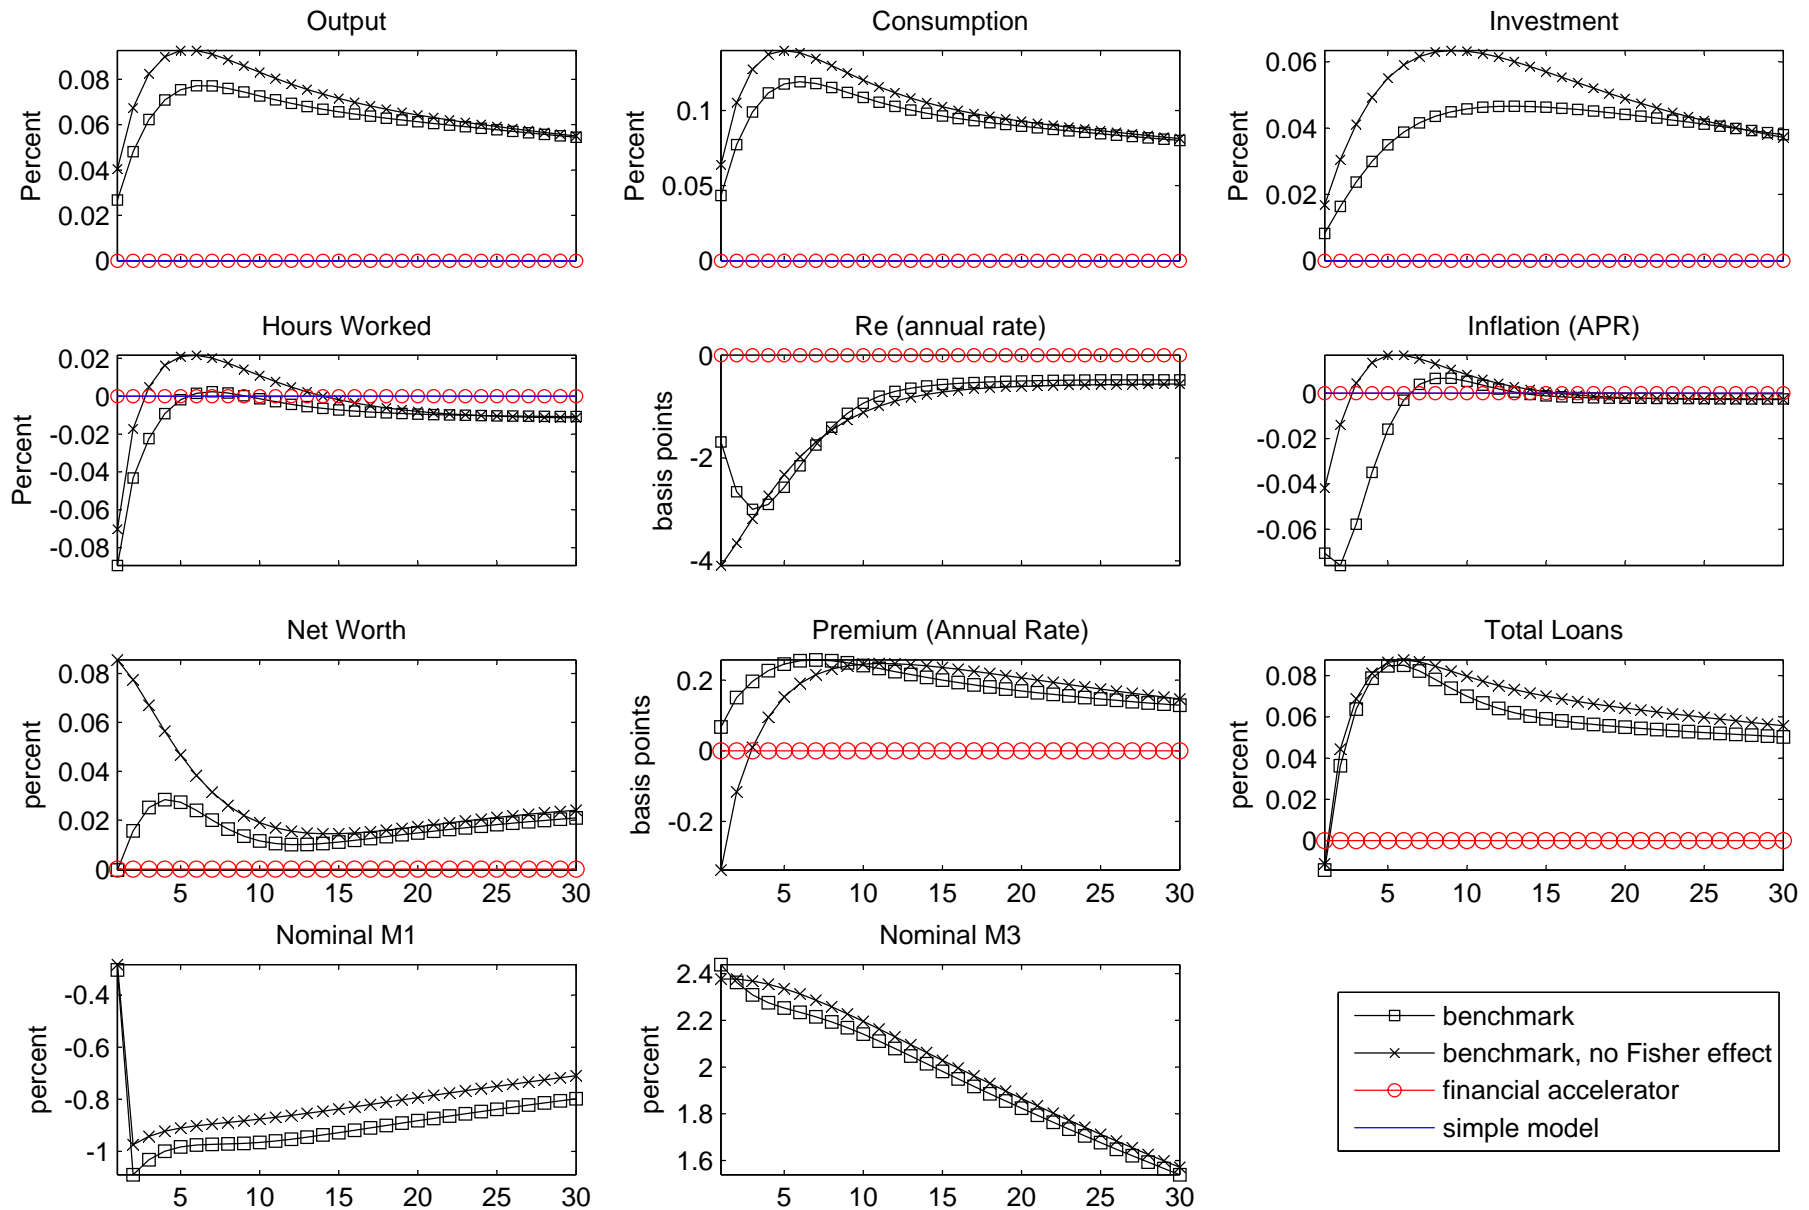 Output
Consumption
Investment
Percent
0.08
0.06
0.04
0.02
0
Percent
0.1
0.05
0
Percent
0.06
0.04
0.02
0
Hours Worked
Re (annual rate)
Inflation (APR)
Percent
0.02
0
-0.02
-0.04
-0.06
-0.08
basis points
0
-2
-4
0
-0.02
-0.04
-0.06
Net Worth
Premium (Annual Rate)
Total Loans
percent
0.08
0.06
0.04
0.02
0
5 10 15 20 25 30
basis points
0.2
0
-0.2
5 10 15 20 25 30
percent
0.08
0.06
0.04
0.02
0
5 10 15 20 25 30
Nominal M1
Nominal M3
percent
-0.4
-0.6
-0.8
-1
5 10 15 20 25 30
percent
2.4
2.2
2
1.8
1.6
5 10 15 20 25 30
benchmark
benchmark, no Fisher effect
financial accelerator
simple model